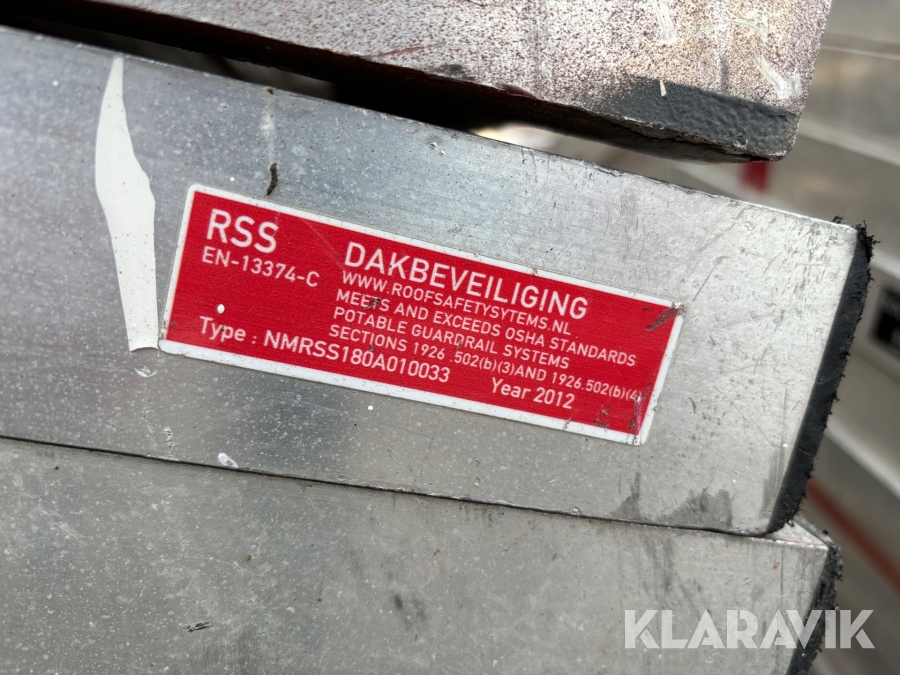 RSS
EN-13374-C
DAKBEVEILIGING
WWW.ROOFSAFETYSYTEMS.NL
MEETS AND EXCEEDS OSHA STANDARDS
POTABLE GUARDRAIL SYSTEMS
SECTIONS 1926 .502(b)(3)AND 1926.502(b)(4)
Type : NMRSS180A010033
Year 2012
KLARAVIK